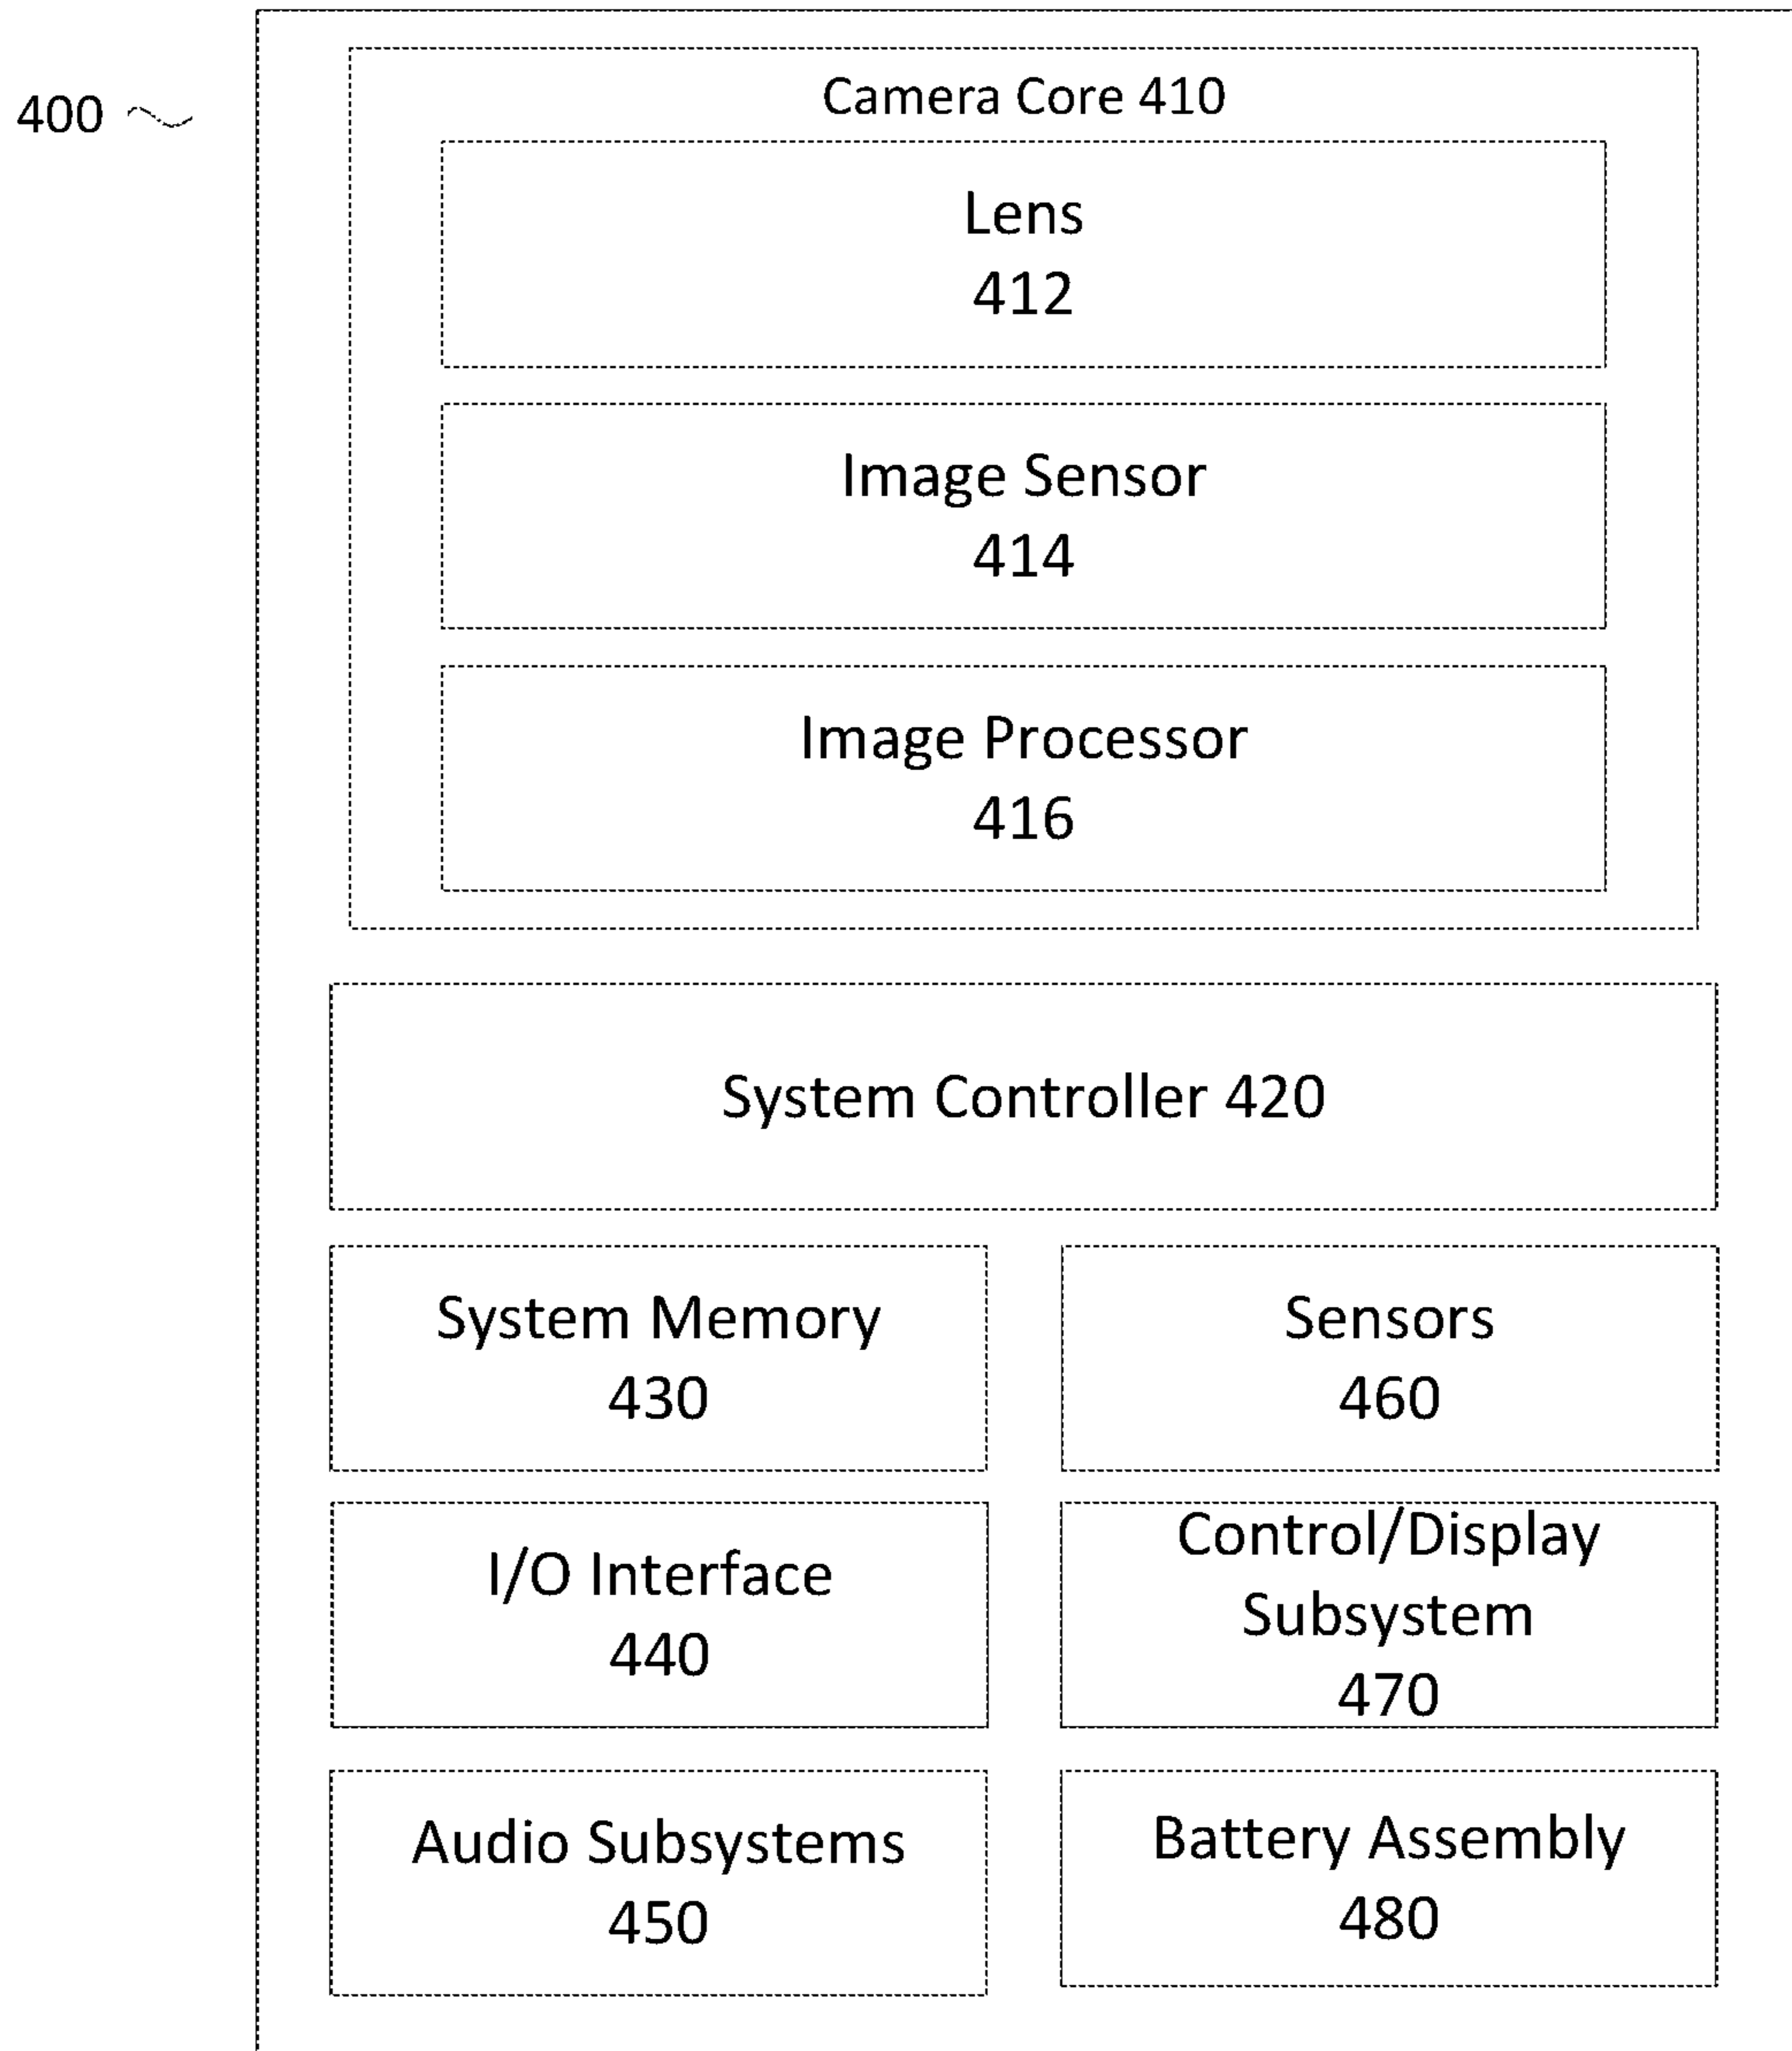 400
Camera Core 410
Lens
412
Image Sensor
414
Image Processor
416
System Controller 420
System Memory
430
Sensors
460
I/O Interface
440
Control/Display
Subsystem
470
Audio Subsystems
450
Battery Assembly
480